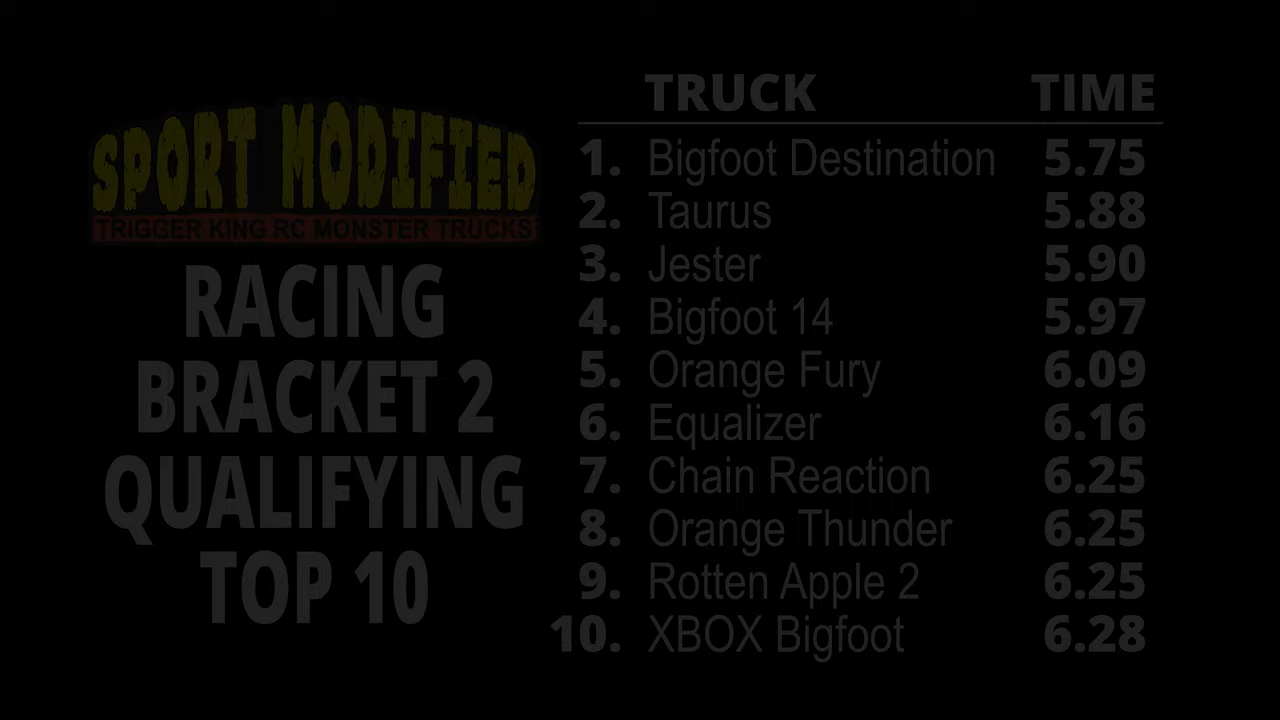 SPORT MODIFIED
TRIGGER KING RC MONSTER TRUCKS
RACING
BRACKET 2
QUALIFYING
TOP 10
TRUCK TIME
1. Bigfoot Destination 5.75
2. Taurus 5.88
3. Jester 5.90
4. Bigfoot 14 5.97
5. Orange Fury 6.09
6. Equalizer 6.16
7. Chain Reaction 6.25
8. Orange Thunder 6.25
9. Rotten Apple 2 6.25
10. XBOX Bigfoot 6.28